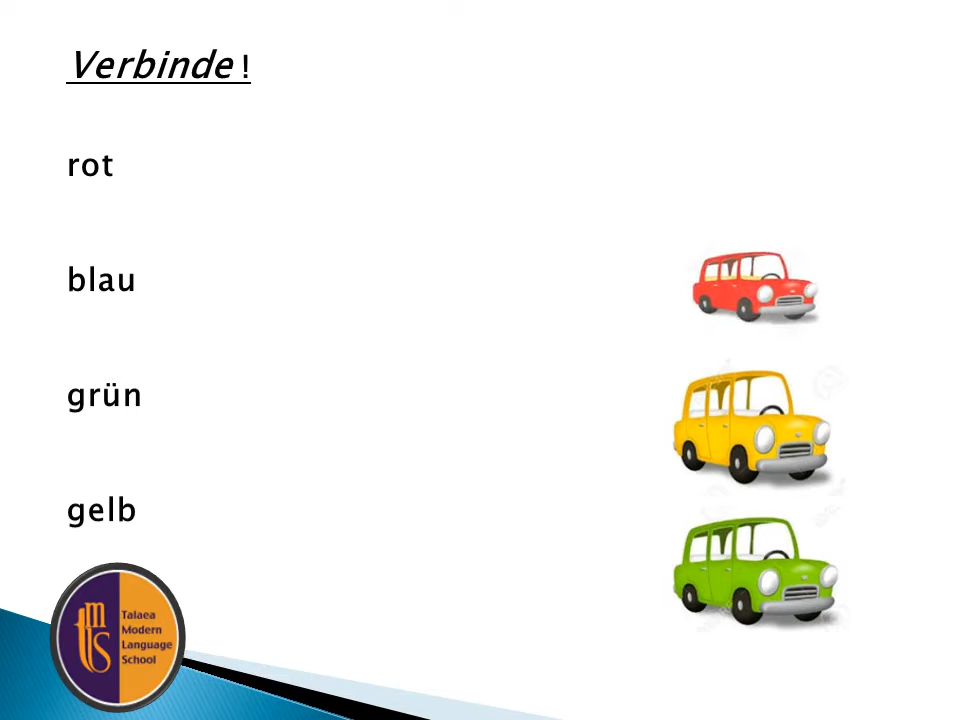 Verbinde !
rot
blau
grün
gelb
Talaea
Modern
Language
School